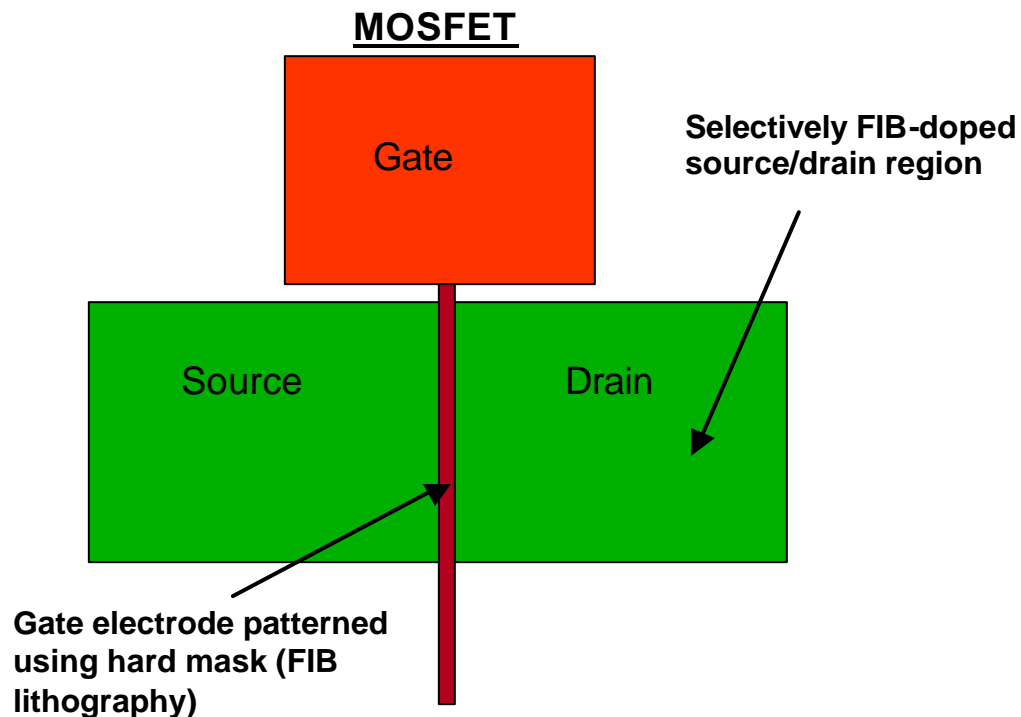 MOSFET
Gate
Selectively FIB-doped
source/drain region
Source
Drain
Gate electrode patterned
using hard mask (FIB
lithography)